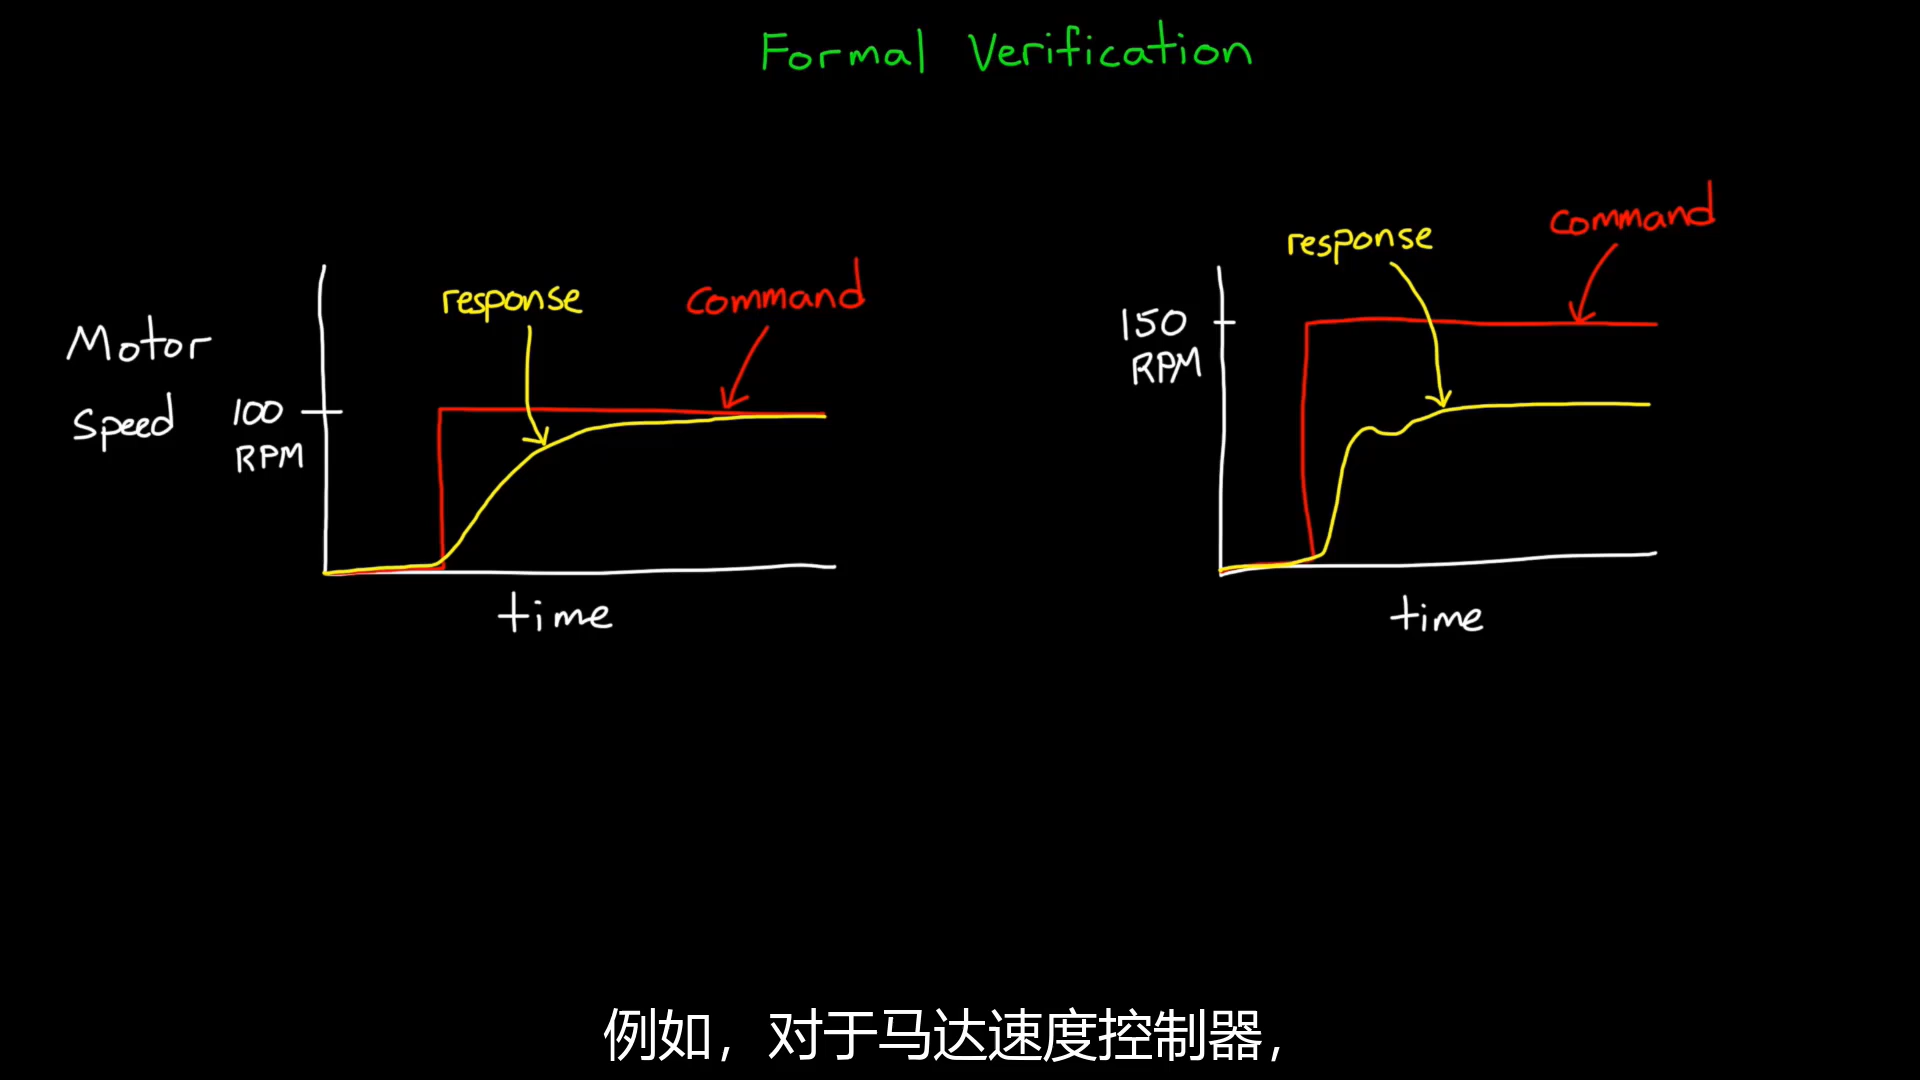 Formal Verification
Motor
Speed
100
RPM
response
command
time
150
RPM
response
command
time
例如，对于马达速度控制器，